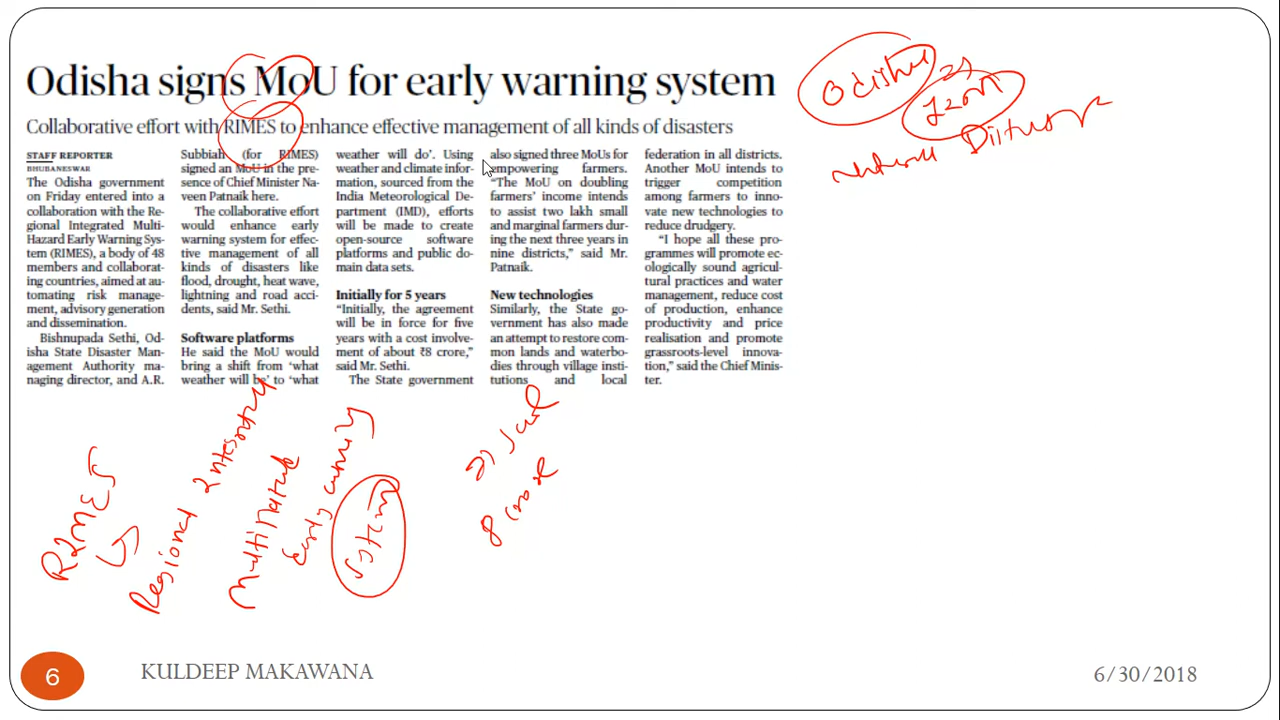 Odisha signs MoU for early warning system
Collaborative effort with RIMES to enhance effective management of all kinds of disasters
STAFF REPORTER
BHUBANESWAR
The Odisha government
on Friday entered into a
collaboration with the Re-
gional Integrated Multi-
Hazard Early Warning Sys-
tem (RIMES), a body of 48
members and collaborat-
ing countries, aimed at au-
tomating risk manage-
ment, advisory generation
and dissemination.
Bishnupada Sethi, Od-
isha State Disaster Man-
agement Authority ma-
naging director, and A.R.
Subbiah (for RIMES)
signed an MoU in the pre-
sence of Chief Minister Na-
veen Patnaik here.
The collaborative effort
would enhance early
warning system for effec-
tive management of all
kinds of disasters like
flood, drought, heat wave,
lightning and road acci-
dents, said Mr. Sethi.
Software platforms
He said the MoU would
bring a shift from 'what
weather will be' to 'what
weather will do'. Using
weather and climate infor-
mation, sourced from the
India Meteorological De-
partment (IMD), efforts
will be made to create
open-source software
platforms and public do-
main data sets.
Initially for 5 years
"Initially, the agreement
will be in force for five
years with a cost involve-
ment of about ₹8 crore,"
said Mr. Sethi.
The State government
also signed three MoUs for
empowering farmers.
"The MoU on doubling
farmers' income intends
to assist two lakh small
and marginal farmers dur-
ing the next three years in
nine districts," said Mr.
Patnaik.
New technologies
Similarly, the State go-
vernment has also made
an attempt to restore com-
mon lands and waterbo-
dies through village insti-
tutions and local
federation in all districts.
Another MoU intends to
trigger competition
among farmers to inno-
vate new technologies to
reduce drudgery.
"I hope all these pro-
grammes will promote ec-
ologically sound agricul-
tural practices and water
management, reduce cost
of production, enhance
productivity and price
realisation and promote
grassroots-level innova-
tion," said the Chief Minis-
ter.
RIMES
Regional
System
8 crore
6
KULDEEP MAKAWANA
6/30/2018